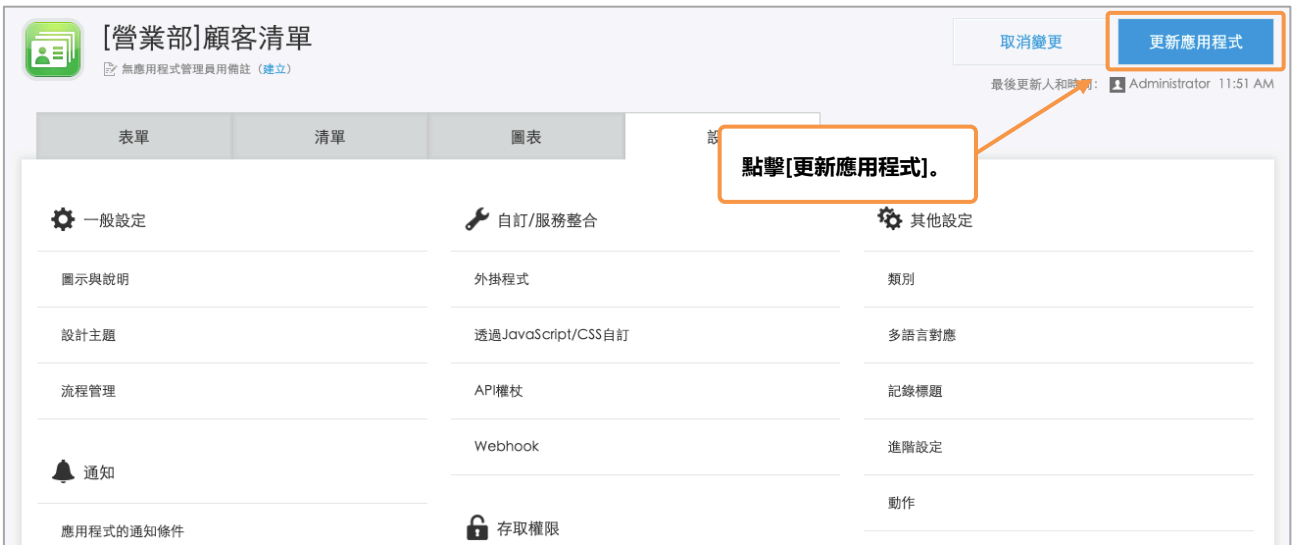 [營業部]顧客清單
無應用程式管理員用備註（建立）
取消變更
更新應用程式
最後更新人和時間: Administrator 11:51 AM
表單
清單
圖表
設
點擊[更新應用程式]。
一般設定
圖示與說明
設計主題
流程管理
通知
應用程式的通知條件
自訂/服務整合
外掛程式
透過JavaScript/CSS自訂
API權杖
Webhook
存取權限
其他設定
類別
多語言對應
記錄標題
進階設定
動作